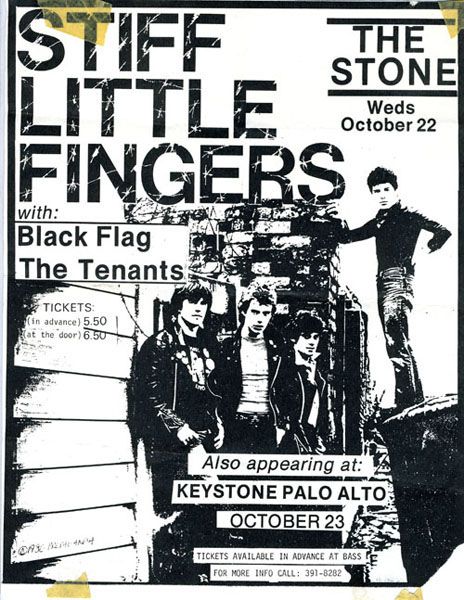 STIFF
LITTLE
FINGERS
THE
STONE
Weds
October 22
with:
Black Flag
The Tenants
TICKETS:
(in advance) 5.50
(at the door) 6.50
Also appearing at:
KEYSTONE PALO ALTO
OCTOBER 23
©1980
TICKETS AVAILABLE IN ADVANCE AT BASS
FOR MORE INFO CALL: 391-8282